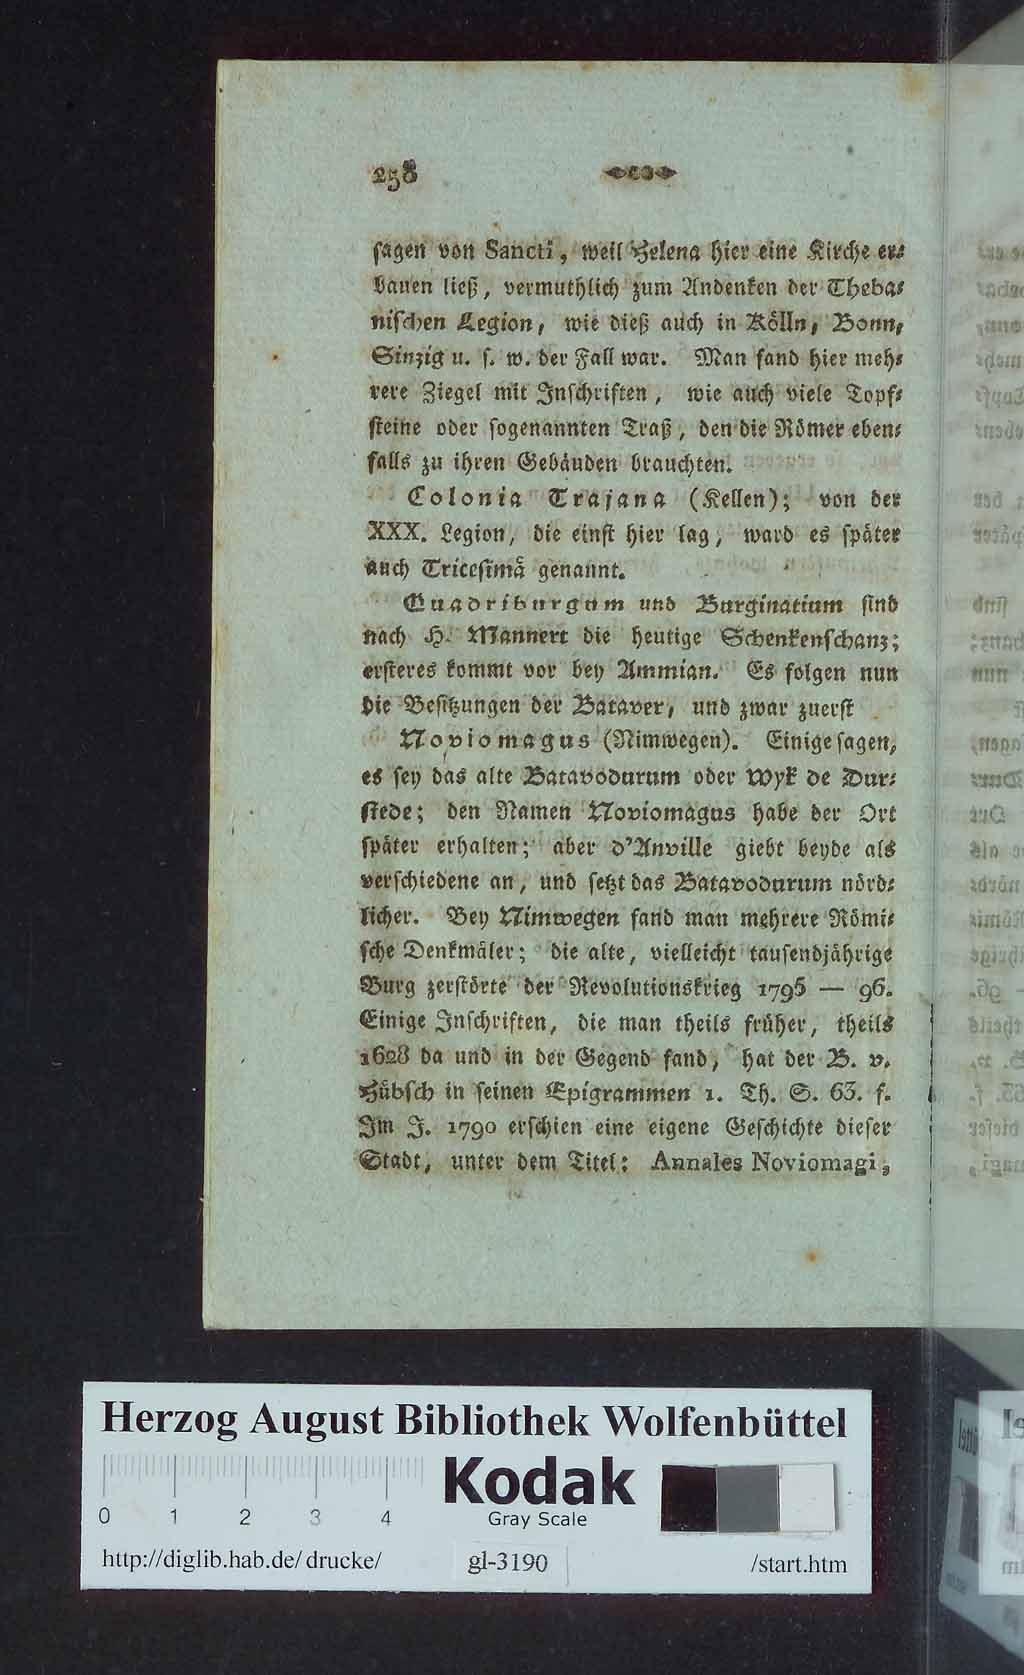 258
sagen von Sancti, weil Helena hier eine Kirche er-
bauen ließ, vermuthlich zum Andenken der Theba-
nischen Legion, wie dieß auch in Kölln, Bonn,
Sinzig u. s. w. der Fall war. Man fand hier meh-
rere Ziegel mit Inschriften, wie auch viele Topf-
steine oder sogenannten Traß, den die Römer eben-
falls zu ihren Gebäuden brauchten.
Colonia Trajana (Kellen); von der
XXX. Legion, die einst hier lag, ward es später
auch Tricesimä genannt.
Quadriburgum und Burginatium sind
nach H. Mannert die heutige Schenkenschanz;
ersteres kommt vor bey Ammian. Es folgen nun
die Besitzungen der Bataver, und zwar zuerst
Noviomagus (Nimwegen). Einige sagen,
es sey das alte Batavodurum oder Wyk de Dur-
stede; den Namen Noviomagus habe der Ort
später erhalten; aber d'Anville giebt beyde als
verschiedene an, und setzt das Batavodurum nörd-
licher. Bey Nimwegen fand man mehrere Römi-
sche Denkmäler; die alte, vielleicht tausendjährige
Burg zerstörte der Revolutionskrieg 1795 — 96.
Einige Inschriften, die man theils früher, theils
1628 da und in der Gegend fand, hat der B. v.
Hübsch in seinen Epigrammen 1. Th. S. 63. f.
Im J. 1790 erschien eine eigene Geschichte dieser
Stadt, unter dem Titel: Annales Noviomagi,
Herzog August Bibliothek Wolfenbüttel
0 1 2 3 4
Kodak
Gray Scale
http://diglib.hab.de/drucke/ gl-3190 /start.htm